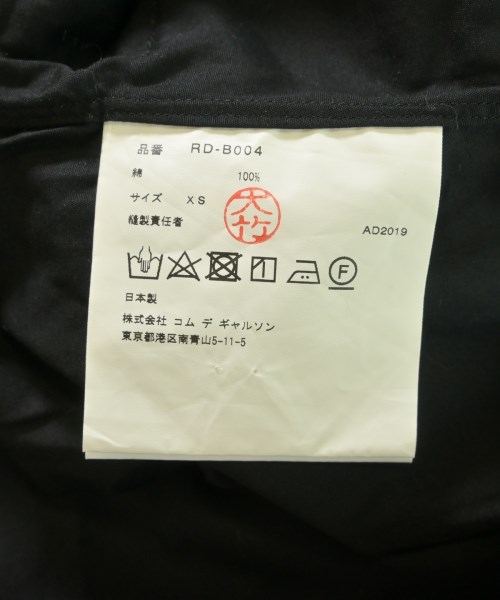 品番 RD-B004
綿 100%
サイズ XS
縫製責任者 大竹
AD2019
F
日本製
株式会社 コム デ ギャルソン
東京都港区南青山5-11-5